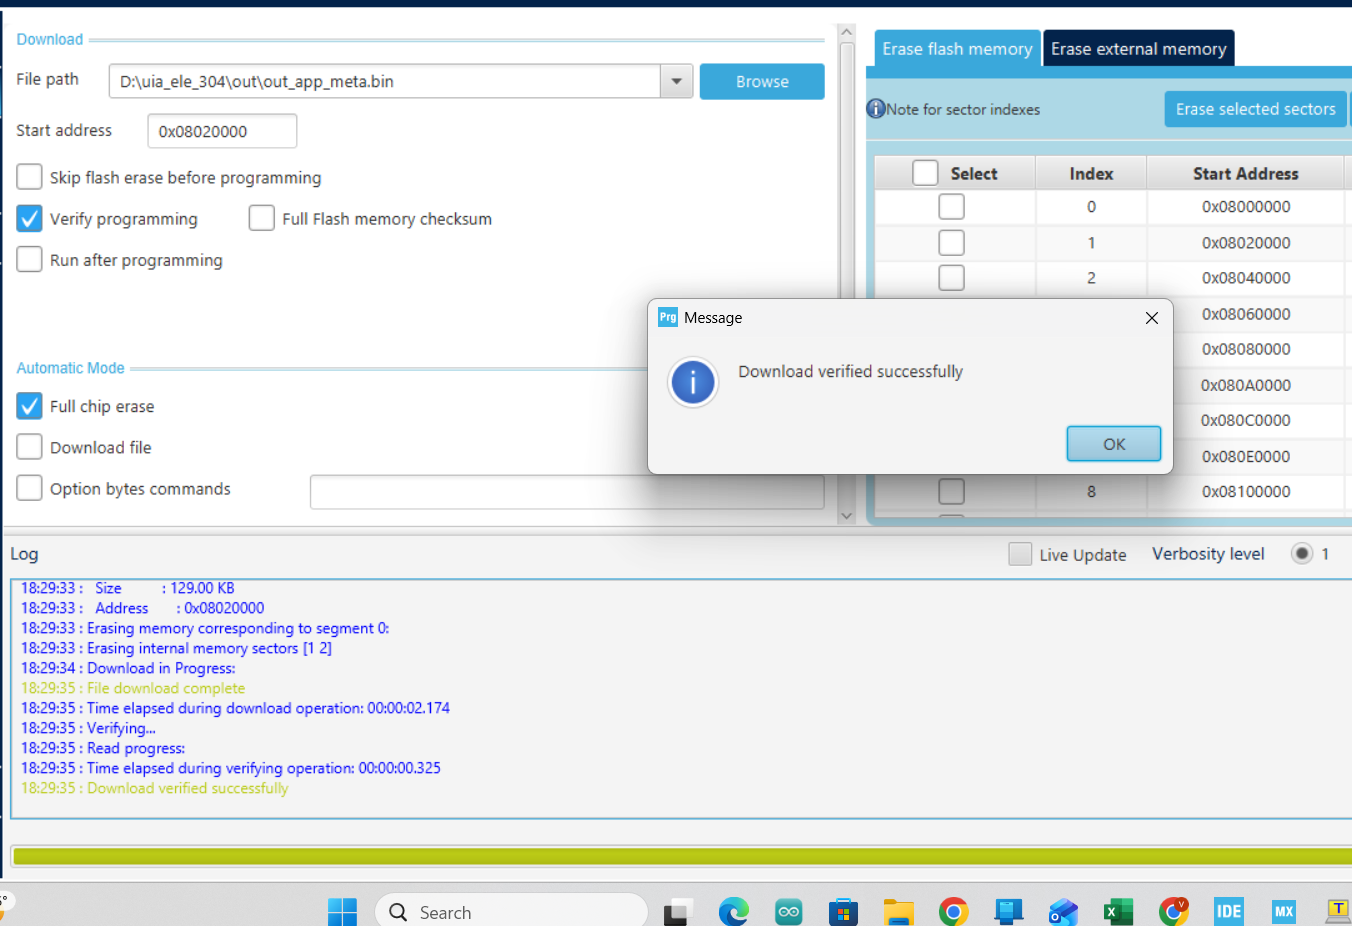 Download
File path
D:\uia_ele_304\out\out_app_meta.bin
Browse
Start address
0x08020000
Skip flash erase before programming
Verify programming
Full Flash memory checksum
Run after programming
Automatic Mode
Full chip erase
Download file
Option bytes commands
Erase flash memory
Erase external memory
Note for sector indexes
Erase selected sectors
Select Index Start Address
0 0x08000000
1 0x08020000
2 0x08040000
0x08060000
0x08080000
0x080A0000
0x080C0000
0x080E0000
8 0x08100000
Prg Message
Download verified successfully
OK
Log
Live Update
Verbosity level
1
18:29:33 : Size : 129.00 KB
18:29:33 : Address : 0x08020000
18:29:33 : Erasing memory corresponding to segment 0:
18:29:33 : Erasing internal memory sectors [1 2]
18:29:34 : Download in Progress:
18:29:35 : File download complete
18:29:35 : Time elapsed during download operation: 00:00:02.174
18:29:35 : Verifying...
18:29:35 : Read progress:
18:29:35 : Time elapsed during verifying operation: 00:00:00.325
18:29:35 : Download verified successfully
Search
IDE
MX
T